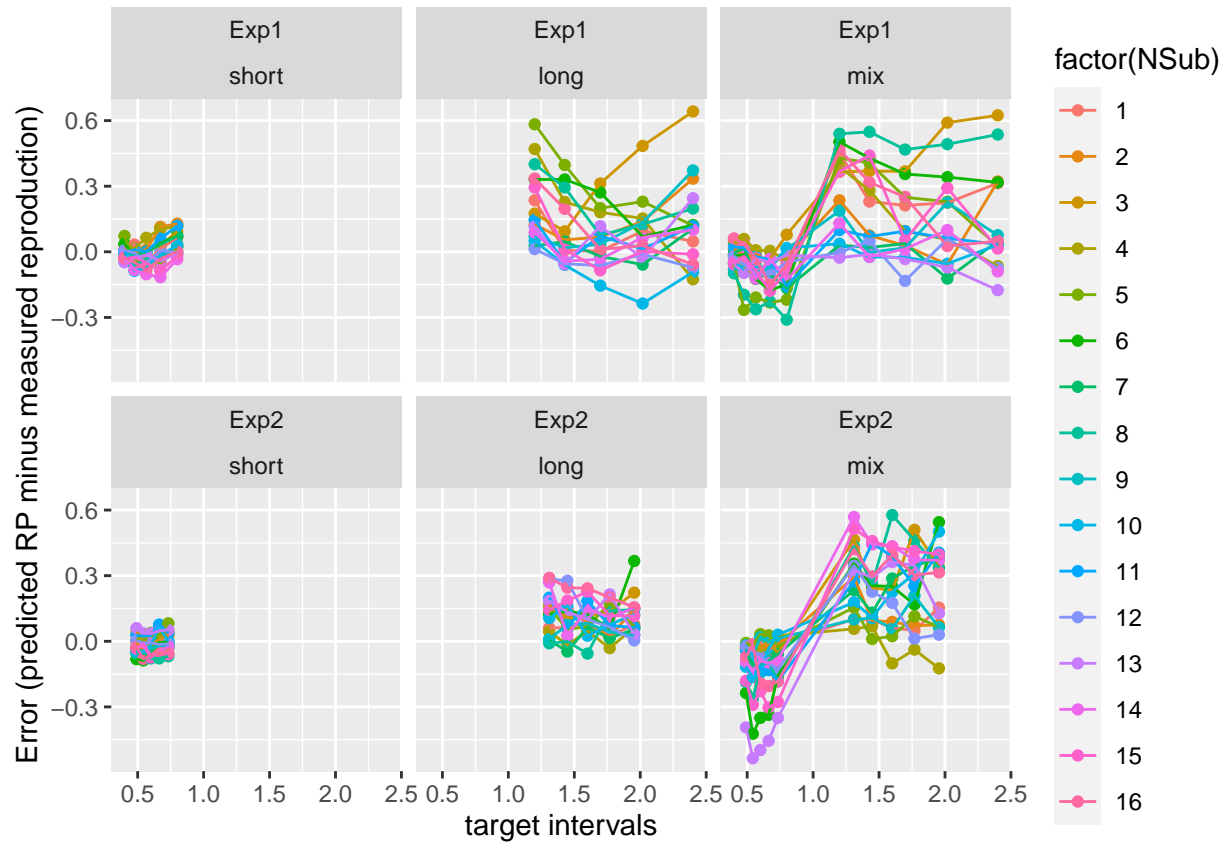 Exp1
short
Exp1
long
Exp1
mix
0.6
0.3
0.0
−0.3
Exp2
short
Exp2
long
Exp2
mix
0.6
0.3
0.0
−0.3
0.5 1.0 1.5 2.0 2.5
0.5 1.0 1.5 2.0 2.5
0.5 1.0 1.5 2.0 2.5
target intervals
Error (predicted RP minus measured reproduction)
factor(NSub)
1
2
3
4
5
6
7
8
9
10
11
12
13
14
15
16